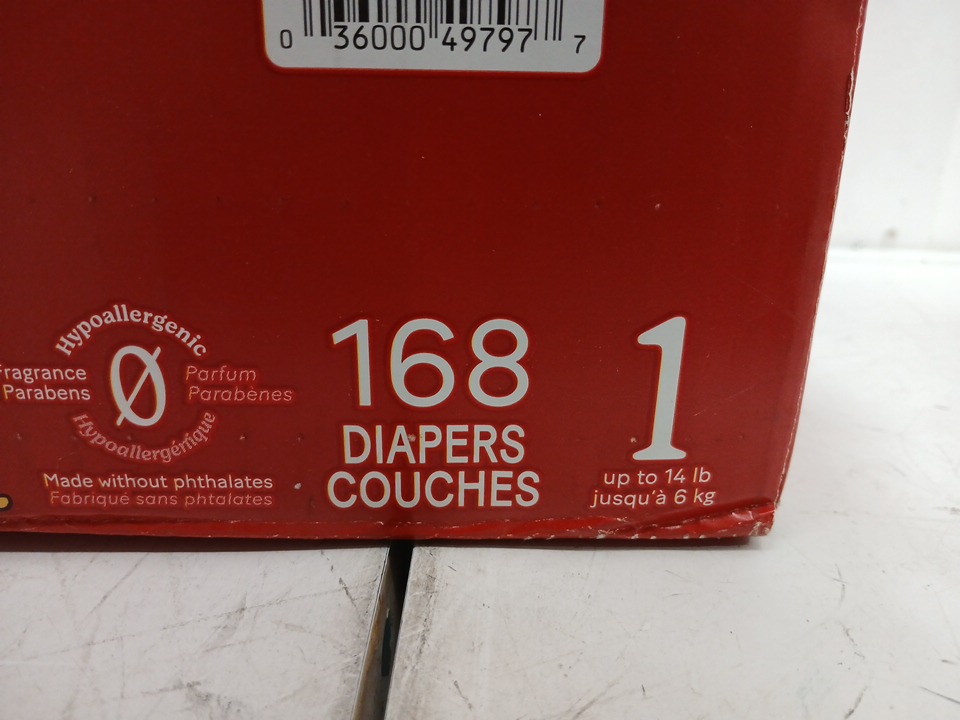 0 36000 49797 7
Hypoallergenic
Fragrance
Parabens
0
Parfum
Parabènes
Hypoallergénique
Made without phthalates
Fabriqué sans phtalates
168
DIAPERS
COUCHES
1
up to 14 lb
jusqu'à 6 kg